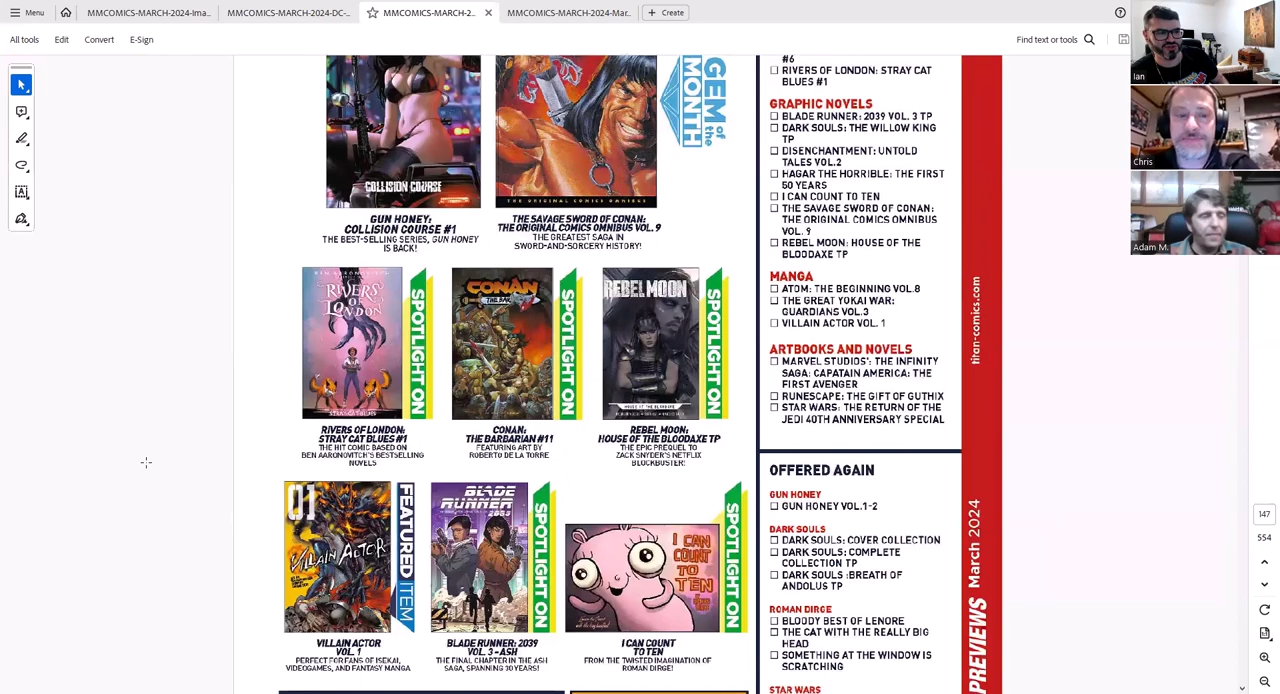 Menu
MMCOMICS-MARCH-2024-Ima...
MMCOMICS-MARCH-2024-DC-...
MMCOMICS-MARCH-2...
MMCOMICS-MARCH-2024-Mar...
Create
All tools
Edit
Convert
E-Sign
Find text or tools
Ian
Chris
Adam M.
COLLISION COURSE
THE ORIGINAL COMICS OMNIBUS
GEM of the MONTH
GUN HONEY:
COLLISION COURSE #1
THE BEST-SELLING SERIES, GUN HONEY
IS BACK!
THE SAVAGE SWORD OF CONAN:
THE ORIGINAL COMICS OMNIBUS VOL. 9
THE GREATEST SAGA IN
SWORD-AND-SORCERY HISTORY!
BEN AARONOVITCH
RIVERS OF LONDON
STRAY CAT BLUES
SPOTLIGHT ON
CONAN
SPOTLIGHT ON
REBEL MOON
HOUSE OF THE BLOODAXE
SPOTLIGHT ON
RIVERS OF LONDON:
STRAY CAT BLUES #1
THE HIT COMIC BASED ON
BEN AARONOVITCH'S BESTSELLING
NOVELS
CONAN:
THE BARBARIAN #11
FEATURING ART BY
ROBERTO DE LA TORRE
REBEL MOON:
HOUSE OF THE BLOODAXE TP
THE EPIC PREQUEL TO
ZACK SNYDER'S NETFLIX
BLOCKBUSTER!
01
VILLAIN ACTOR
FEATURED ITEM
BLADE RUNNER
2039
SPOTLIGHT ON
I CAN
COUNT
TO
TEN
SPOTLIGHT ON
VILLAIN ACTOR
VOL. 1
PERFECT FOR FANS OF ISEKAI,
VIDEOGAMES, AND FANTASY MANGA
BLADE RUNNER: 2039
VOL. 3 - ASH
THE FINAL CHAPTER IN THE ASH
SAGA, SPANNING 30 YEARS!
I CAN COUNT
TO TEN
FROM THE TWISTED IMAGINATION OF
ROMAN DIRGE!
#6
RIVERS OF LONDON: STRAY CAT
BLUES #1
GRAPHIC NOVELS
BLADE RUNNER: 2039 VOL. 3 TP
DARK SOULS: THE WILLOW KING
TP
DISENCHANTMENT: UNTOLD
TALES VOL.2
HAGAR THE HORRIBLE: THE FIRST
50 YEARS
I CAN COUNT TO TEN
THE SAVAGE SWORD OF CONAN:
THE ORIGINAL COMICS OMNIBUS
VOL. 9
REBEL MOON: HOUSE OF THE
BLOODAXE TP
MANGA
ATOM: THE BEGINNING VOL.8
THE GREAT YOKAI WAR:
GUARDIANS VOL.3
VILLAIN ACTOR VOL. 1
ARTBOOKS AND NOVELS
MARVEL STUDIOS': THE INFINITY
SAGA: CAPATAIN AMERICA: THE
FIRST AVENGER
RUNESCAPE: THE GIFT OF GUTHIX
STAR WARS: THE RETURN OF THE
JEDI 40TH ANNIVERSARY SPECIAL
OFFERED AGAIN
GUN HONEY
GUN HONEY VOL.1-2
DARK SOULS
DARK SOULS: COVER COLLECTION
DARK SOULS: COMPLETE
COLLECTION TP
DARK SOULS :BREATH OF
ANDOLUS TP
ROMAN DIRGE
BLOODY BEST OF LENORE
THE CAT WITH THE REALLY BIG
HEAD
SOMETHING AT THE WINDOW IS
SCRATCHING
STAR WARS
titan-comics.com
PREVIEWS March 2024
147
554